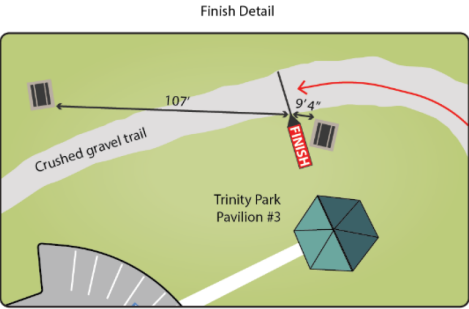 Finish Detail
107'
9'4"
Crushed gravel trail
FINISH
Trinity Park
Pavilion #3